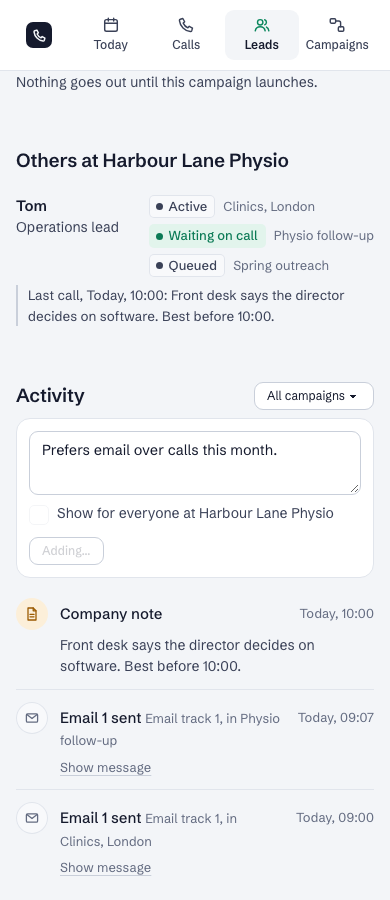 Today
Calls
Leads
Campaigns
Nothing goes out until this campaign launches.
Others at Harbour Lane Physio
Tom
Operations lead
Active Clinics, London
Waiting on call Physio follow-up
Queued Spring outreach
Last call, Today, 10:00: Front desk says the director
decides on software. Best before 10:00.
Activity
All campaigns
Prefers email over calls this month.
Show for everyone at Harbour Lane Physio
Adding...
Company note Today, 10:00
Front desk says the director decides on
software. Best before 10:00.
Email 1 sent Email track 1, in Physio Today, 09:07
follow-up
Show message
Email 1 sent Email track 1, in Today, 09:00
Clinics, London
Show message